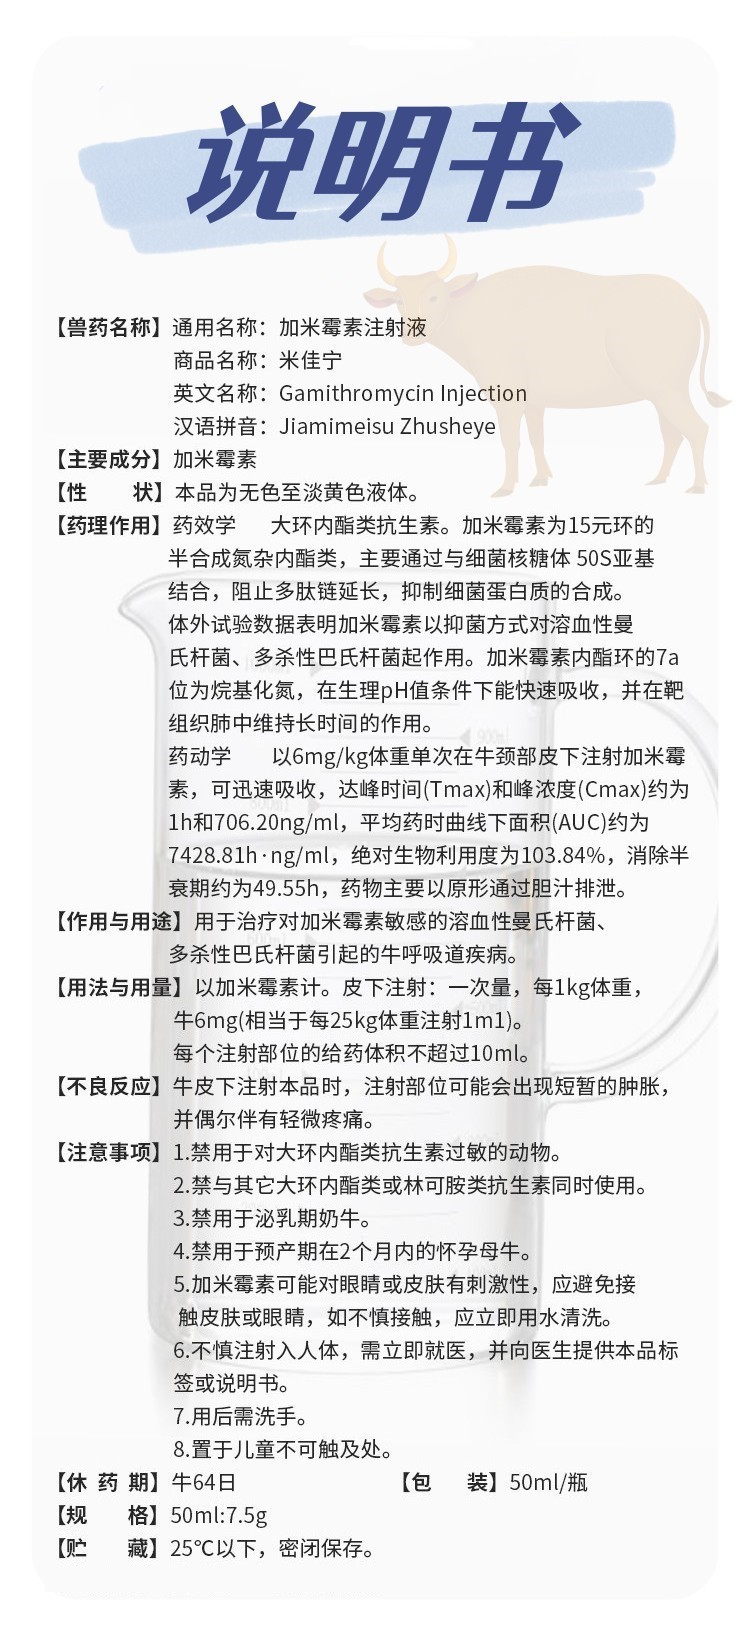 说明书
【兽药名称】通用名称：加米霉素注射液
商品名称：米佳宁
英文名称：Gamithromycin Injection
汉语拼音：Jiamimeisu Zhusheye
【主要成分】加米霉素
【性 状】本品为无色至淡黄色液体。
【药理作用】药效学 大环内酯类抗生素。加米霉素为15元环的
半合成氮杂内酯类，主要通过与细菌核糖体 50S亚基
结合，阻止多肽链延长，抑制细菌蛋白质的合成。
体外试验数据表明加米霉素以抑菌方式对溶血性曼
氏杆菌、多杀性巴氏杆菌起作用。加米霉素内酯环的7a
位为烷基化氮，在生理pH值条件下能快速吸收，并在靶
组织肺中维持长时间的作用。
药动学 以6mg/kg体重单次在牛颈部皮下注射加米霉
素，可迅速吸收，达峰时间(Tmax)和峰浓度(Cmax)约为
1h和706.20ng/ml，平均药时曲线下面积(AUC)约为
7428.81h·ng/ml，绝对生物利用度为103.84%，消除半
衰期约为49.55h，药物主要以原形通过胆汁排泄。
【作用与用途】用于治疗对加米霉素敏感的溶血性曼氏杆菌、
多杀性巴氏杆菌引起的牛呼吸道疾病。
【用法与用量】以加米霉素计。皮下注射：一次量，每1kg体重，
牛6mg(相当于每25kg体重注射1m1)。
每个注射部位的给药体积不超过10ml。
【不良反应】牛皮下注射本品时，注射部位可能会出现短暂的肿胀，
并偶尔伴有轻微疼痛。
【注意事项】1.禁用于对大环内酯类抗生素过敏的动物。
2.禁与其它大环内酯类或林可胺类抗生素同时使用。
3.禁用于泌乳期奶牛。
4.禁用于预产期在2个月内的怀孕母牛。
5.加米霉素可能对眼睛或皮肤有刺激性，应避免接
触皮肤或眼睛，如不慎接触，应立即用水清洗。
6.不慎注射入人体，需立即就医，并向医生提供本品标
签或说明书。
7.用后需洗手。
8.置于儿童不可触及处。
【休 药 期】牛64日 【包 装】50ml/瓶
【规 格】50ml:7.5g
【贮 藏】25℃以下，密闭保存。